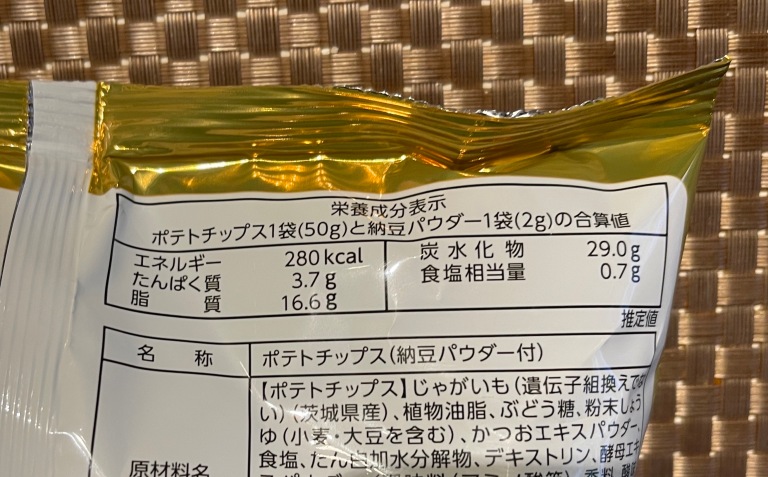 栄養成分表示
ポテトチップス1袋(50g)と納豆パウダー1袋(2g)の合算値
エネルギー 280kcal
たんぱく質 3.7g
脂質 16.6g
炭水化物 29.0g
食塩相当量 0.7g
推定値
名称 ポテトチップス(納豆パウダー付)
原材料名
【ポテトチップス】じゃがいも(遺伝子組換えでな
い)(茨城県産)、植物油脂、ぶどう糖、粉末しょう
ゆ(小麦・大豆を含む)、かつおエキスパウダー、
食塩、たん白加水分解物、デキストリン、酵母エキ